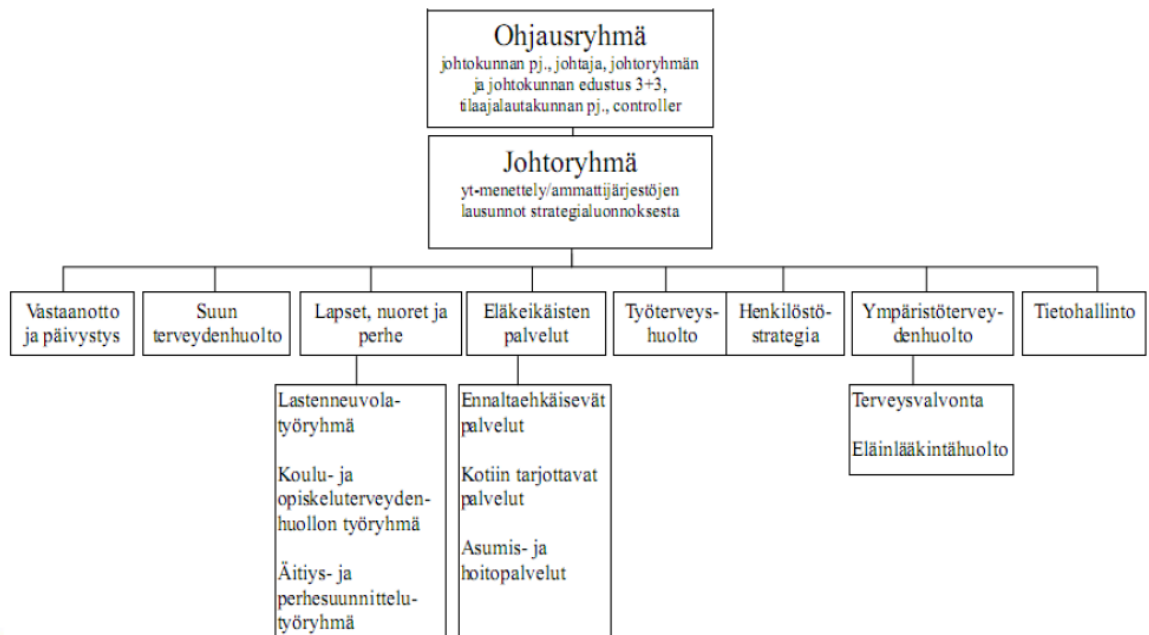 Ohjausryhmä
johtokunnan pj., johtaja, johtoryhmän
ja johtokunnan edustus 3+3,
tilaajalautakunnan pj., controller
Johtoryhmä
yt-menettely/ammattijärjestöjen
lausunnot strategialuonnoksesta
Vastaanotto
ja päivystys
Suun
terveydenhuolto
Lapset, nuoret ja
perhe
Eläkeikäisten
palvelut
Työterveys-
huolto
Henkilöstö-
strategia
Ympäristötervey-
denhuolto
Tietohallinto
Lastenneuvola-
työryhmä
Koulu- ja
opiskeluterveyden-
huollon työryhmä
Äitiys- ja
perhesuunnittelu-
työryhmä
Ennaltaehkäisevät
palvelut
Kotiin tarjottavat
palvelut
Asumis- ja
hoitopalvelut
Terveysvalvonta
Eläinlääkintähuolto